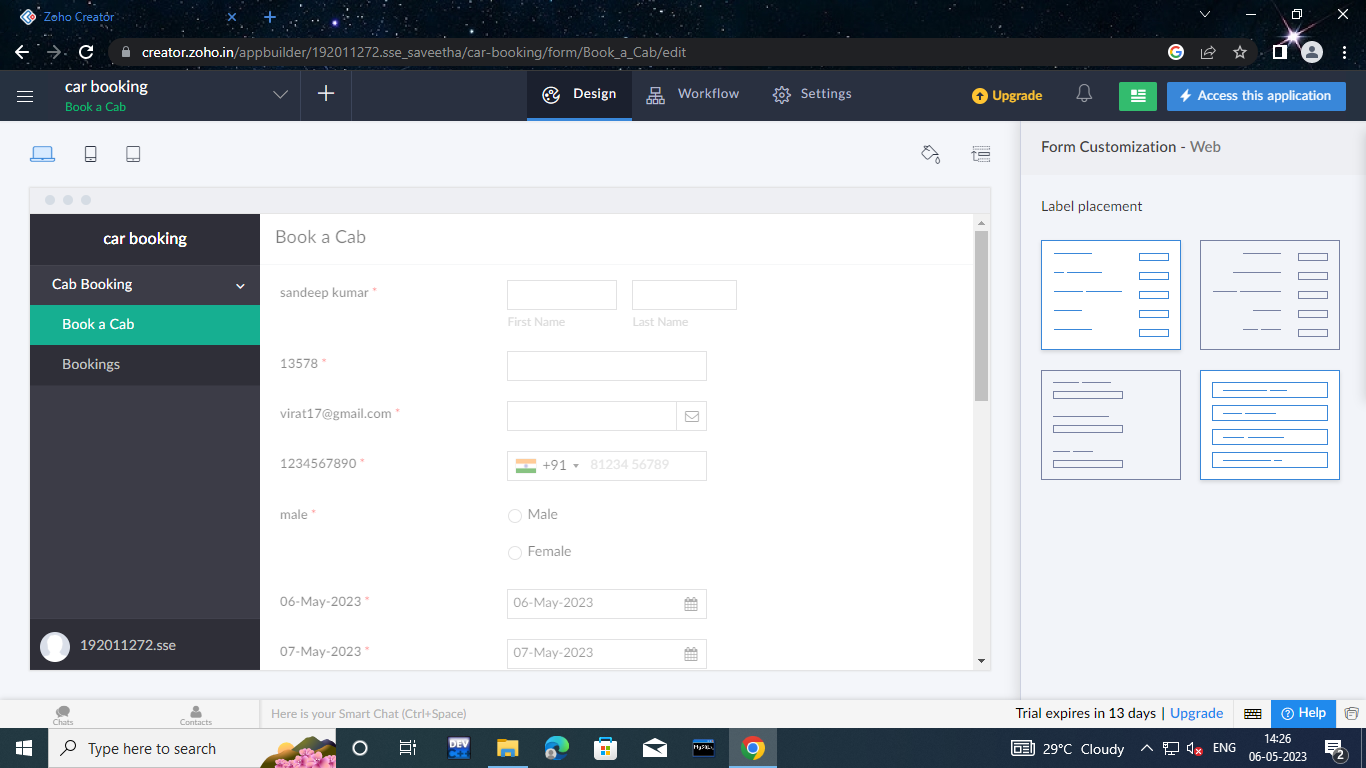 Zoho Creator
creator.zoho.in/appbuilder/192011272.sse_saveetha/car-booking/form/Book_a_Cab/edit
car booking
Book a Cab
Design
Workflow
Settings
Upgrade
Access this application
Form Customization - Web
Label placement
car booking
Cab Booking
Book a Cab
Bookings
192011272.sse
Book a Cab
sandeep kumar *
First Name
Last Name
13578 *
virat17@gmail.com *
1234567890 *
+91
81234 56789
male *
Male
Female
06-May-2023 *
06-May-2023
07-May-2023 *
07-May-2023
Chats
Contacts
Here is your Smart Chat (Ctrl+Space)
Trial expires in 13 days | Upgrade
Help
Type here to search
DEV
C++
MySQL
29°C Cloudy
ENG
14:26
06-05-2023
2